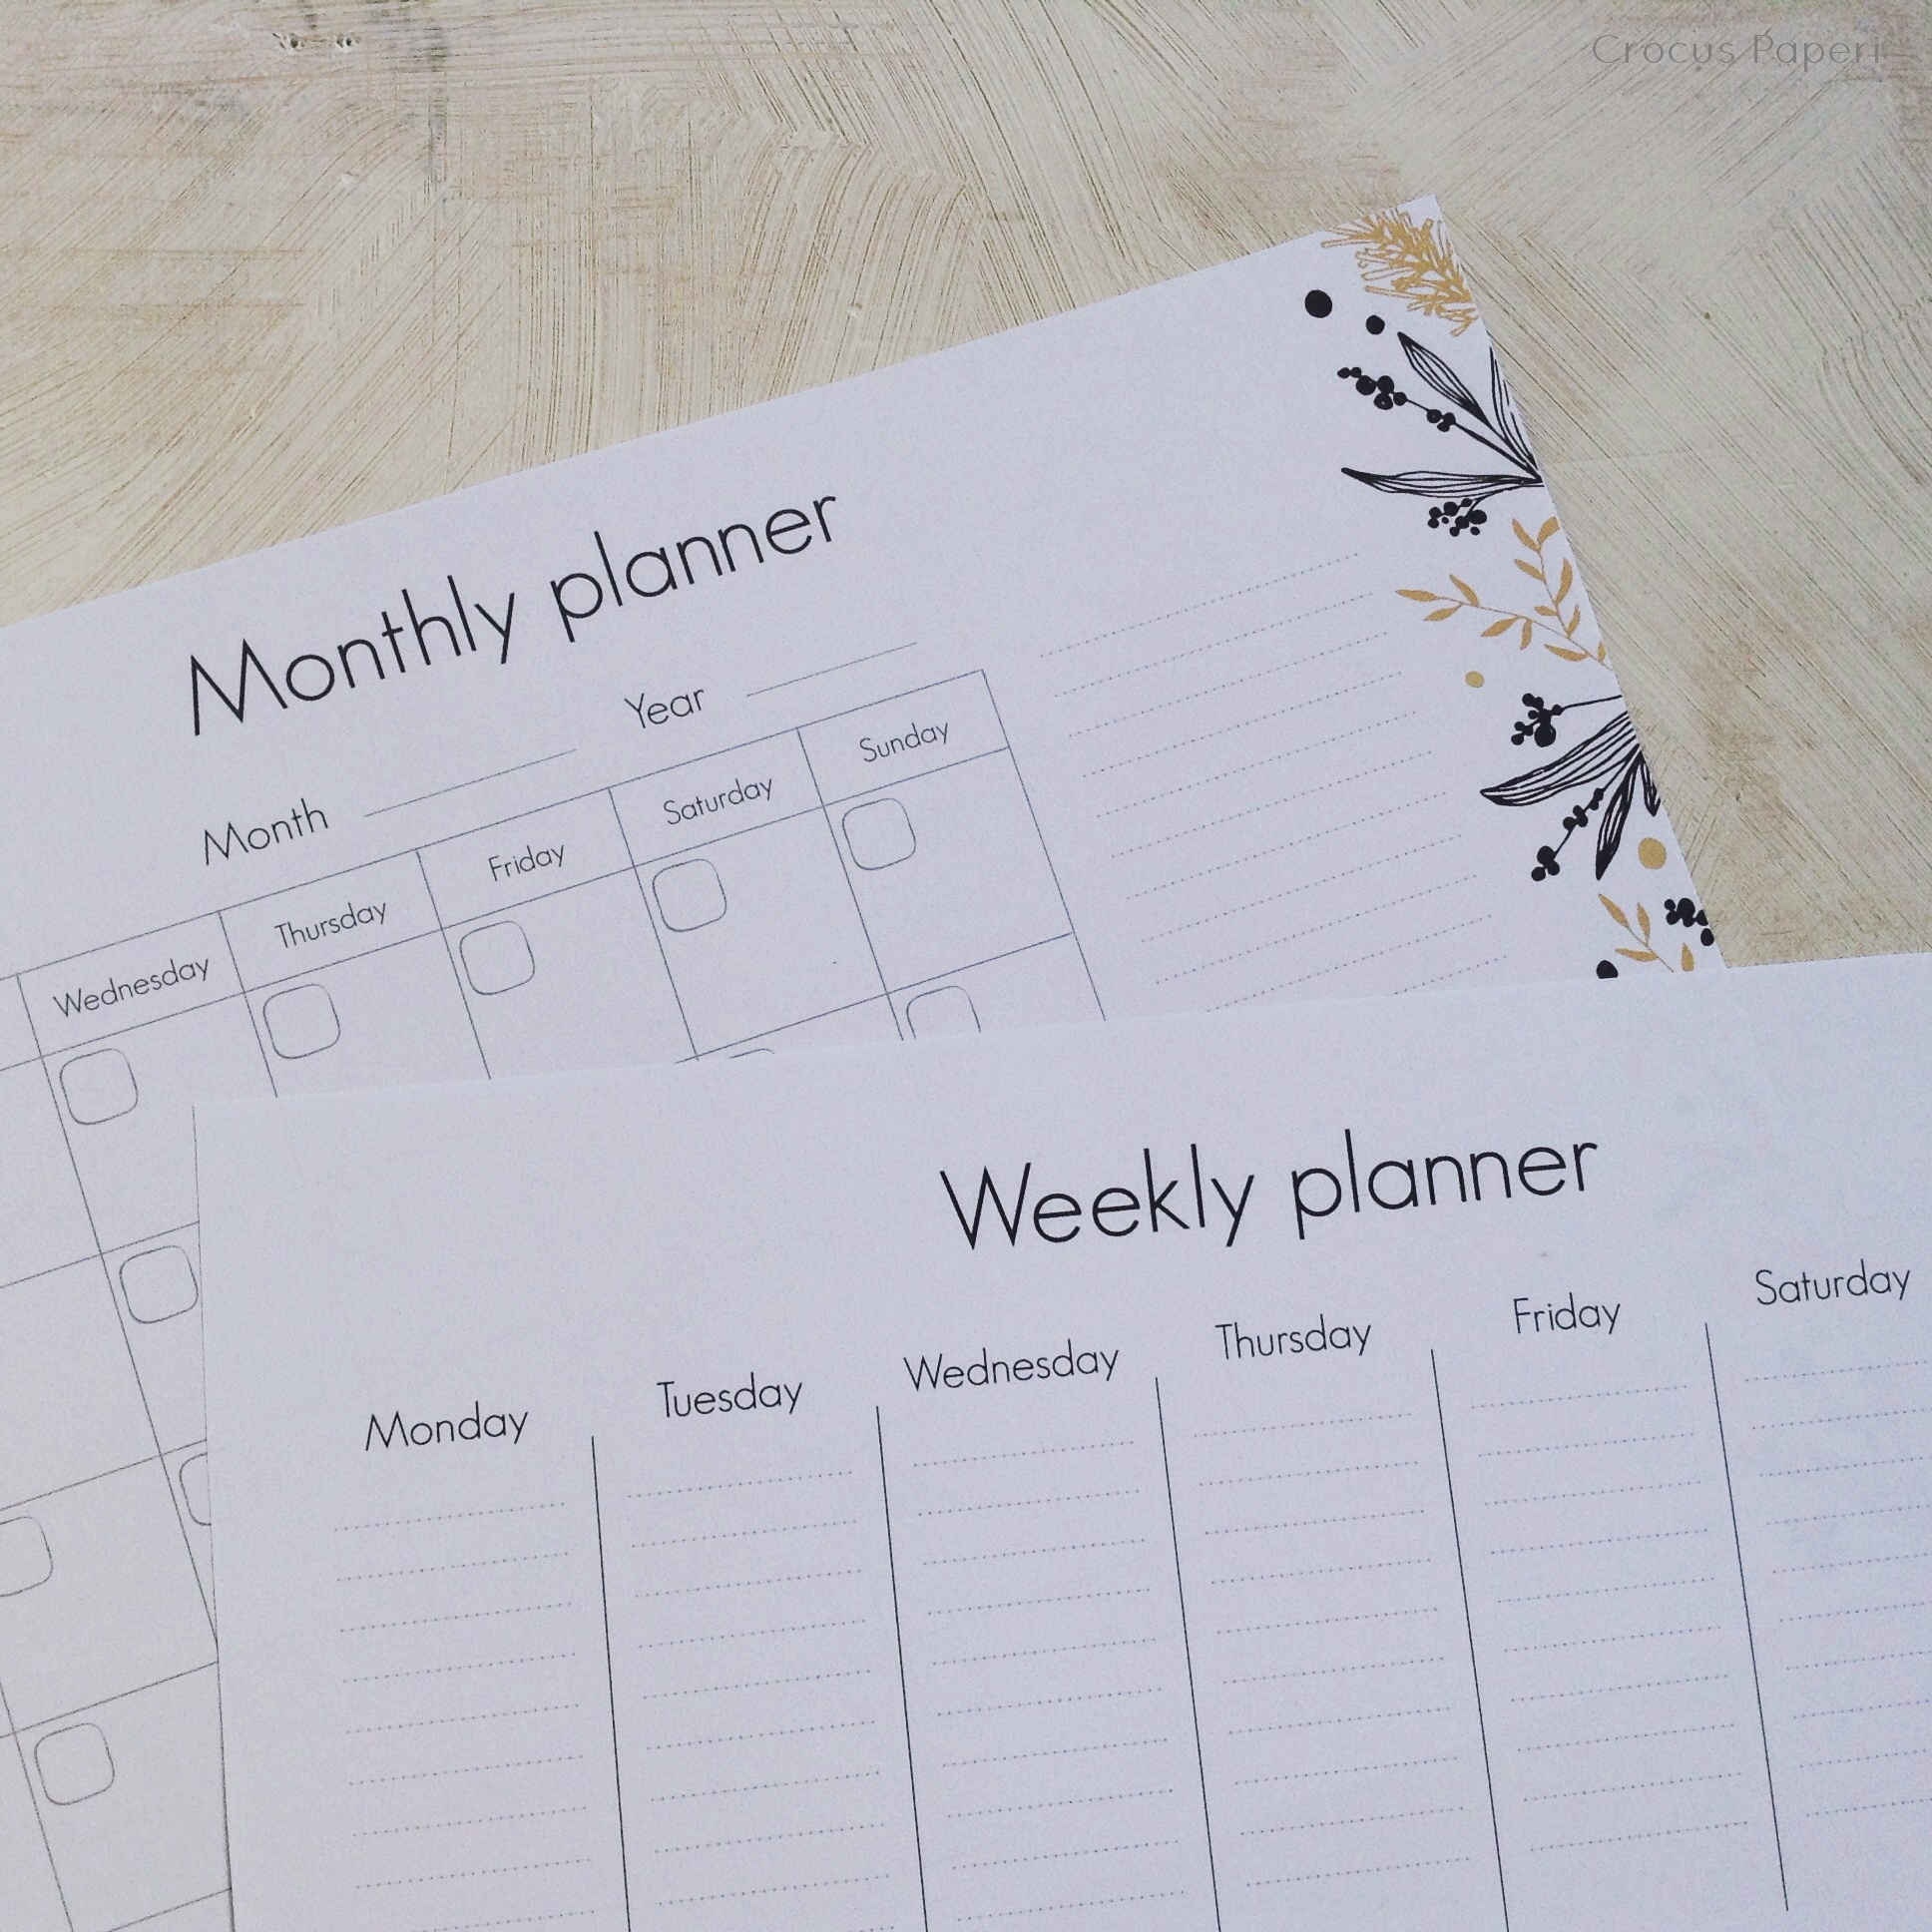 Crocus Paperi
Monthly planner
Month Year
Wednesday Thursday Friday Saturday Sunday
Weekly planner
Monday Tuesday Wednesday Thursday Friday Saturday